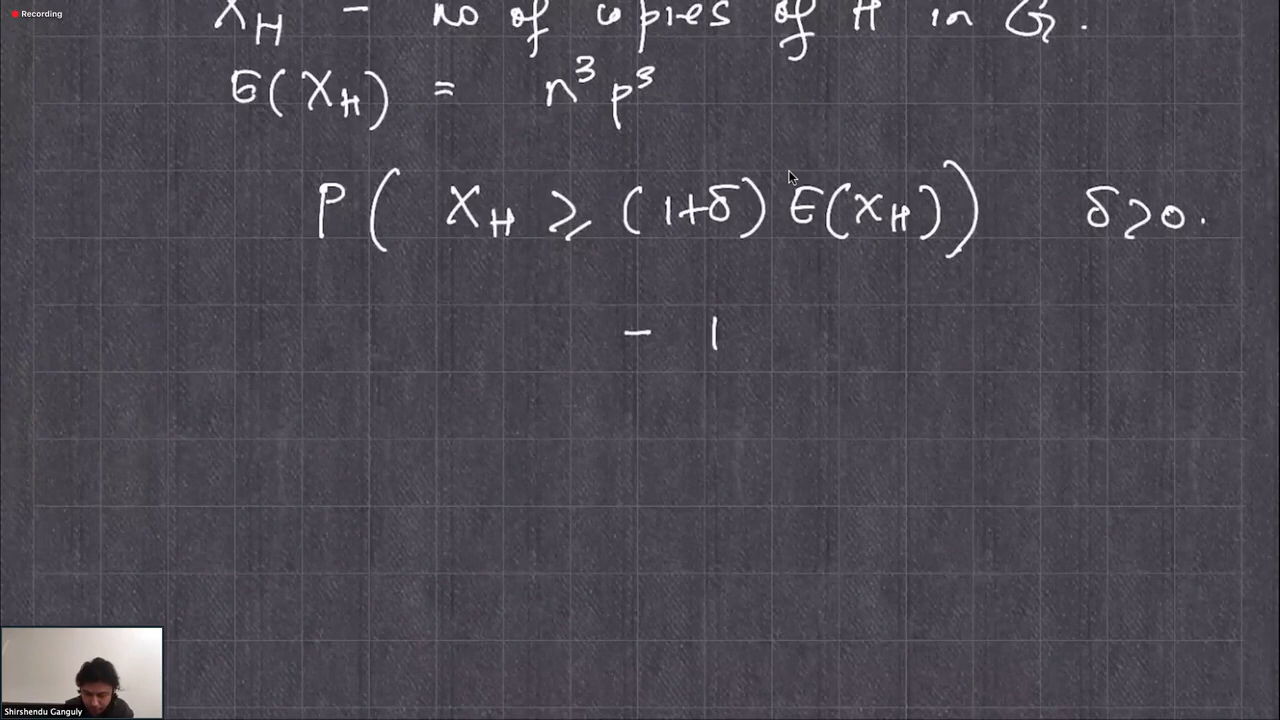 Recording
X_H - no of copies of H in G.
E(X_H) = n^3 p^3
P( X_H ≥ (1+δ) E(X_H) ) δ>0.
- 1
Shirshendu Ganguly